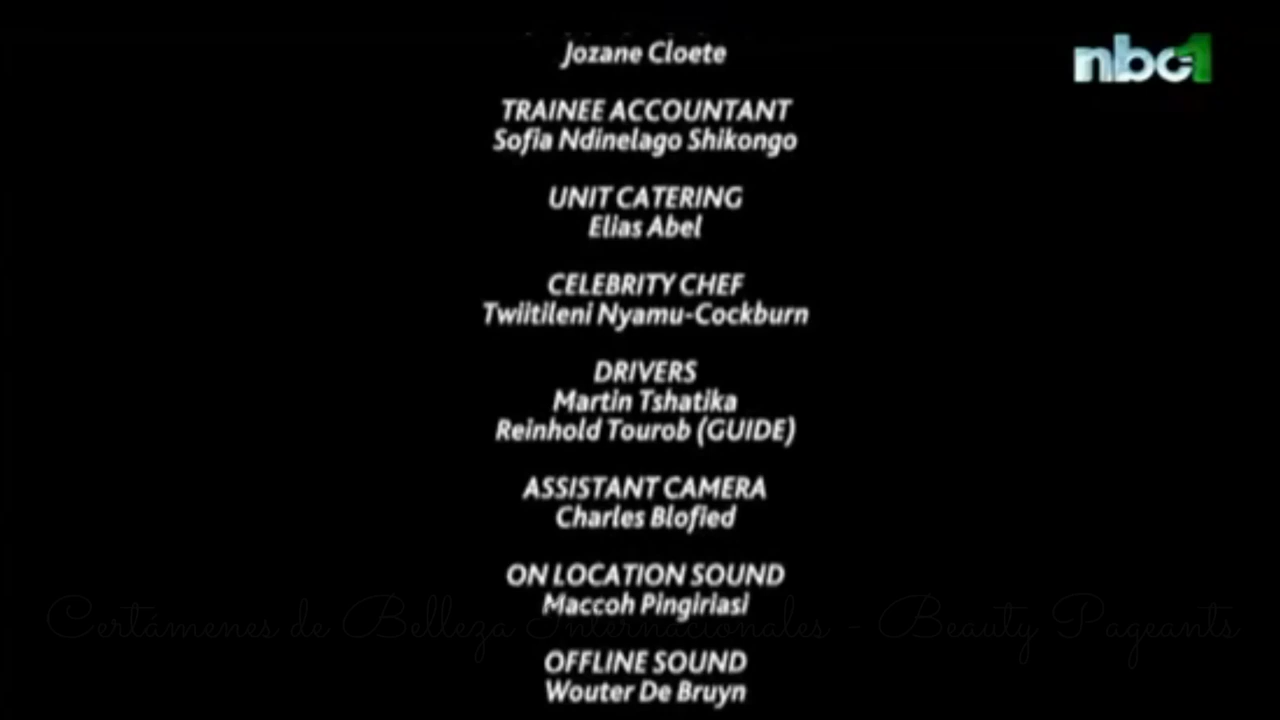 nbc1
Jozane Cloete
TRAINEE ACCOUNTANT
Sofia Ndinelago Shikongo
UNIT CATERING
Elias Abel
CELEBRITY CHEF
Twiitileni Nyamu-Cockburn
DRIVERS
Martin Tshatika
Reinhold Tourob (GUIDE)
ASSISTANT CAMERA
Charles Blofied
ON LOCATION SOUND
Maccoh Pingiriasi
Certámenes de Belleza Internacionales - Beauty Pageants
OFFLINE SOUND
Wouter De Bruyn